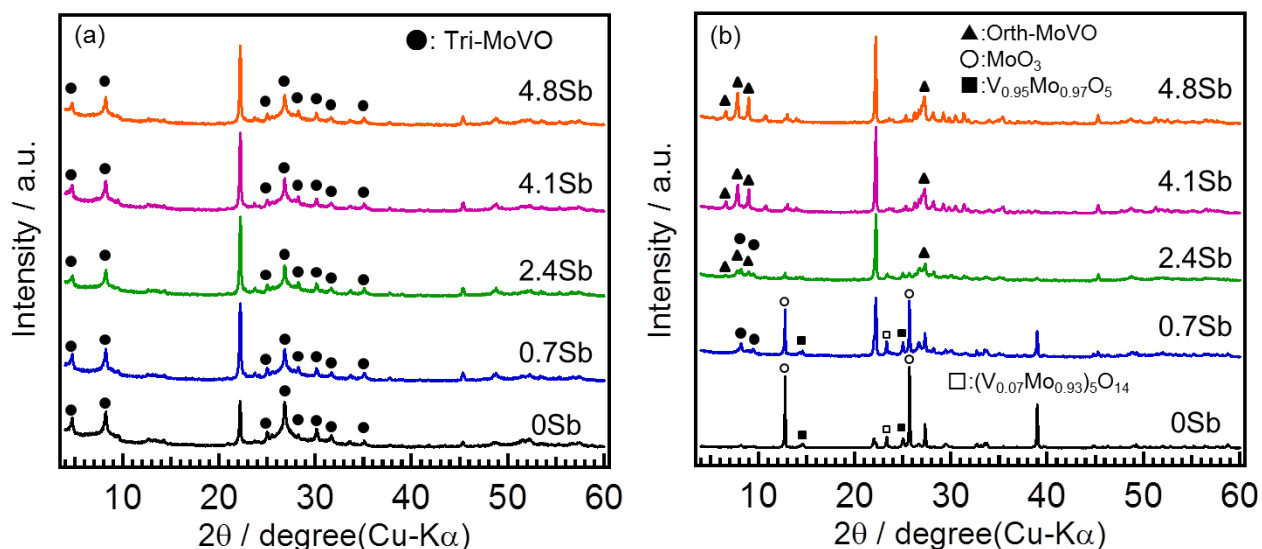 (a)
●: Tri-MoVO
4.8Sb
4.1Sb
2.4Sb
0.7Sb
0Sb
Intensity / a.u.
10 20 30 40 50 60
2θ / degree(Cu-Kα)
(b)
▲:Orth-MoVO
○:MoO₃
■:V₀.₉₅Mo₀.₉₇O₅
4.8Sb
4.1Sb
2.4Sb
0.7Sb
□:(V₀.₀₇Mo₀.₉₃)₅O₁₄
0Sb
Intensity / a.u.
10 20 30 40 50 60
2θ / degree(Cu-Kα)